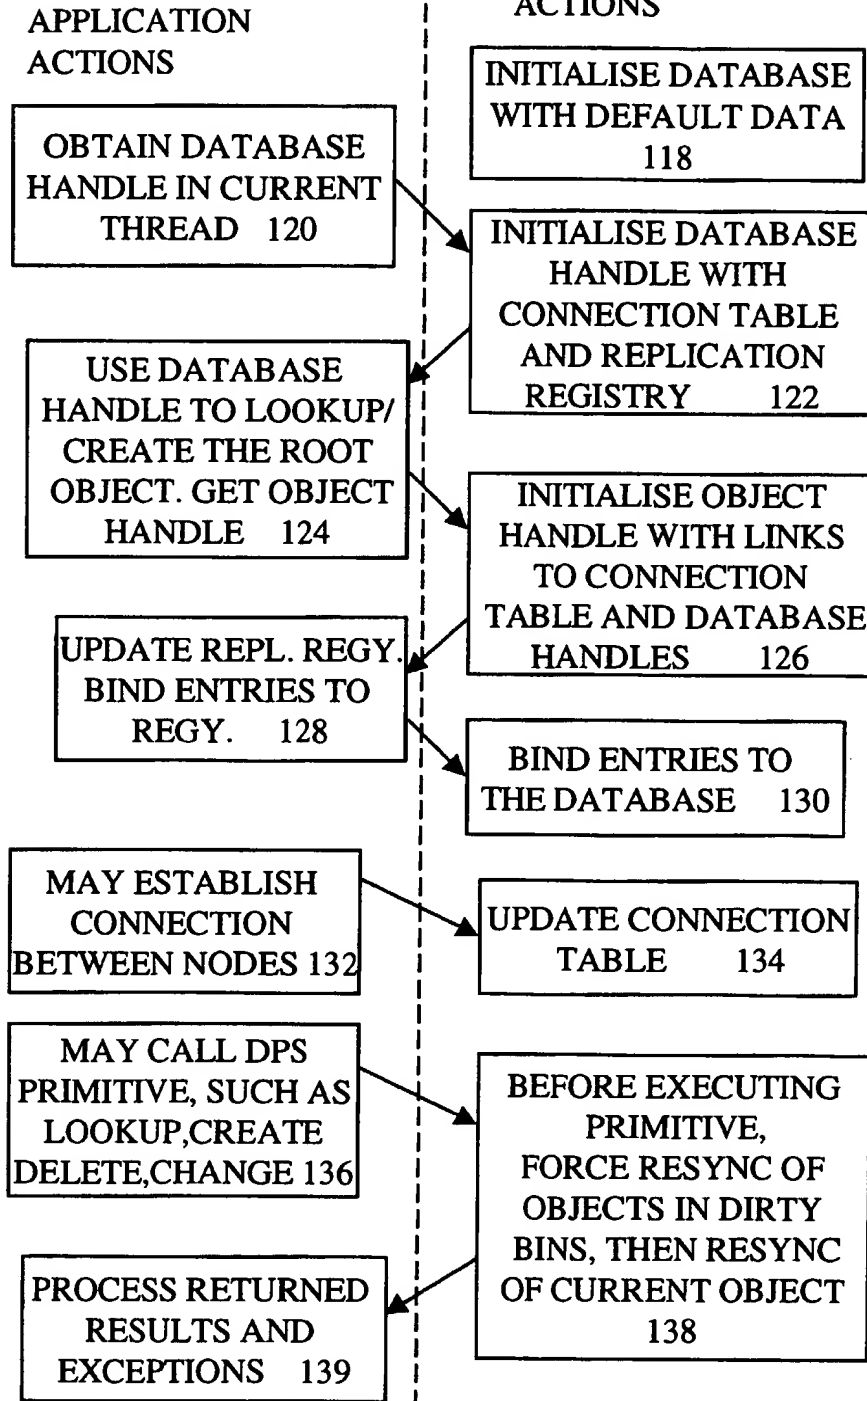 APPLICATION
ACTIONS
ACTIONS
INITIALISE DATABASE
WITH DEFAULT DATA
118
OBTAIN DATABASE
HANDLE IN CURRENT
THREAD 120
INITIALISE DATABASE
HANDLE WITH
CONNECTION TABLE
AND REPLICATION
REGISTRY 122
USE DATABASE
HANDLE TO LOOKUP/
CREATE THE ROOT
OBJECT. GET OBJECT
HANDLE 124
INITIALISE OBJECT
HANDLE WITH LINKS
TO CONNECTION
TABLE AND DATABASE
HANDLES 126
UPDATE REPL. REGY.
BIND ENTRIES TO
REGY. 128
BIND ENTRIES TO
THE DATABASE 130
MAY ESTABLISH
CONNECTION
BETWEEN NODES 132
UPDATE CONNECTION
TABLE 134
MAY CALL DPS
PRIMITIVE, SUCH AS
LOOKUP,CREATE
DELETE,CHANGE 136
BEFORE EXECUTING
PRIMITIVE,
FORCE RESYNC OF
OBJECTS IN DIRTY
BINS, THEN RESYNC
OF CURRENT OBJECT
138
PROCESS RETURNED
RESULTS AND
EXCEPTIONS 139